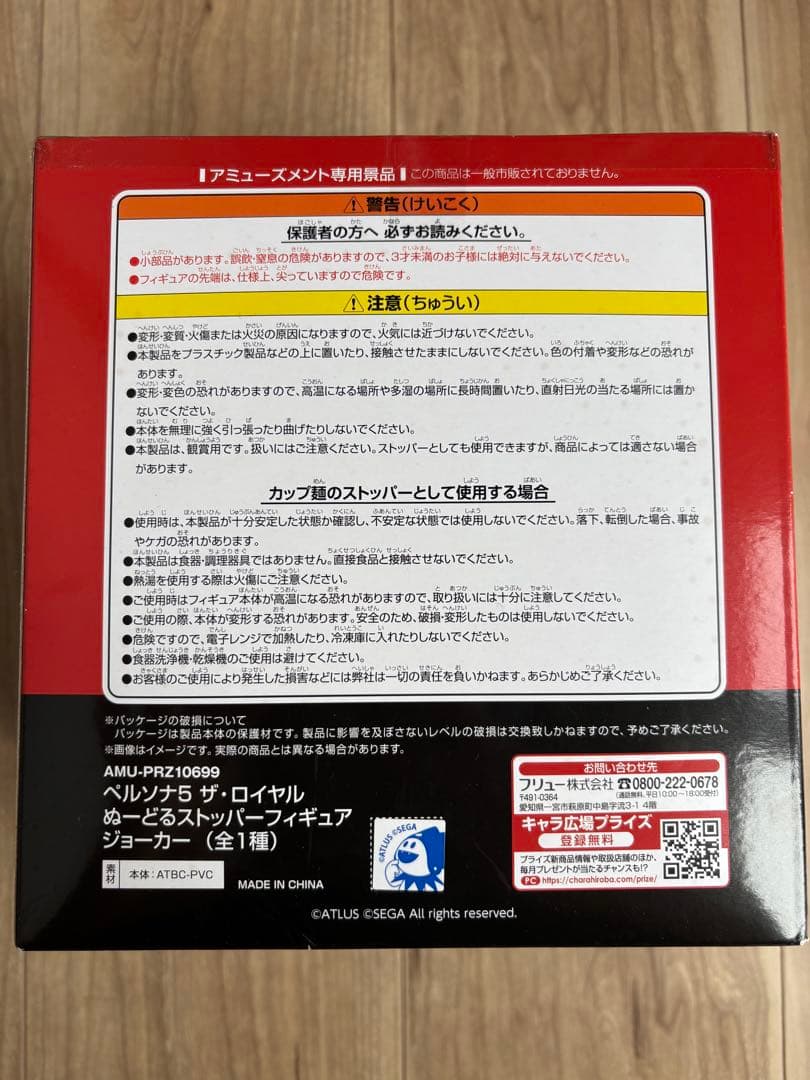 アミューズメント専用景品 この商品は一般市販されておりません。
⚠警告(けいこく)
保護者の方へ 必ずお読みください。
●小部品があります。誤飲・窒息の危険がありますので、3才未満のお子様には絶対に与えないでください。
●フィギュアの先端は、仕様上、尖っていますので危険です。
⚠注意(ちゅうい)
●変形・変質・火傷または火災の原因になりますので、火気には近づけないでください。
●本製品をプラスチック製品などの上に置いたり、接触させたままにしないでください。色の付着や変形などの恐れが
あります。
●変形・変色の恐れがありますので、高温になる場所や多湿の場所に長時間置いたり、直射日光の当たる場所には置か
ないでください。
●本体を無理に強く引っ張ったり曲げたりしないでください。
●本製品は、観賞用です。扱いにはご注意ください。ストッパーとしても使用できますが、商品によっては適さない場合
があります。
カップ麺のストッパーとして使用する場合
●使用時は、本製品が十分安定した状態か確認し、不安定な状態では使用しないでください。落下、転倒した場合、事故
やケガの恐れがあります。
●本製品は食器・調理器具ではありません。直接食品と接触させないでください。
●熱湯を使用する際は火傷にご注意ください。
●ご使用時はフィギュア本体が高温になる恐れがありますので、取り扱いには十分に注意してください。
●ご使用の際、本体が変形する恐れがあります。安全のため、破損・変形したものは使用しないでください。
●危険ですので、電子レンジで加熱したり、冷凍庫に入れたりしないでください。
●食器洗浄機・乾燥機のご使用は避けてください。
●お客様のご使用により発生した損害などには弊社は一切の責任を負いかねます。あらかじめご了承ください。
※パッケージの破損について
パッケージは製品本体の保護材です。製品に影響を及ぼさないレベルの破損は交換致しかねますので、予めご了承ください。
※画像はイメージです。実際の商品とは異なる場合があります。
AMU-PRZ10699
ペルソナ5 ザ・ロイヤル
ぬーどるストッパーフィギュア
ジョーカー(全1種)
素材 本体:ATBC-PVC MADE IN CHINA
©ATLUS ©SEGA
お問い合わせ先
フリュー株式会社 0800-222-0678
〒491-0364 (通話無料、平日10:00~18:00受付)
愛知県一宮市萩原町中島字流3-1 4階
キャラ広場プライズ
登録無料
プライズ新商品情報や取扱店舗のほか、
毎月プレゼントが当たるチャンスも!?
PC https://charahiroba.com/prize/
©ATLUS ©SEGA All rights reserved.